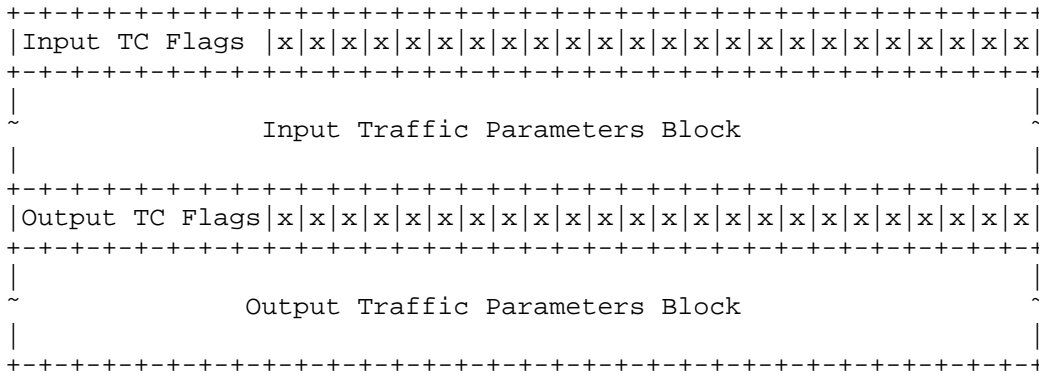 +-+-+-+-+-+-+-+-+-+-+-+-+-+-+-+-+-+-+-+-+-+-+-+-+-+-+-+-+-+-+-+-+
|Input TC Flags |x|x|x|x|x|x|x|x|x|x|x|x|x|x|x|x|x|x|x|x|x|x|x|x|
+-+-+-+-+-+-+-+-+-+-+-+-+-+-+-+-+-+-+-+-+-+-+-+-+-+-+-+-+-+-+-+-+
|                                                               |
~               Input Traffic Parameters Block                  ~
|                                                               |
+-+-+-+-+-+-+-+-+-+-+-+-+-+-+-+-+-+-+-+-+-+-+-+-+-+-+-+-+-+-+-+-+
|Output TC Flags|x|x|x|x|x|x|x|x|x|x|x|x|x|x|x|x|x|x|x|x|x|x|x|x|
+-+-+-+-+-+-+-+-+-+-+-+-+-+-+-+-+-+-+-+-+-+-+-+-+-+-+-+-+-+-+-+-+
|                                                               |
~              Output Traffic Parameters Block                  ~
|                                                               |
+-+-+-+-+-+-+-+-+-+-+-+-+-+-+-+-+-+-+-+-+-+-+-+-+-+-+-+-+-+-+-+-+